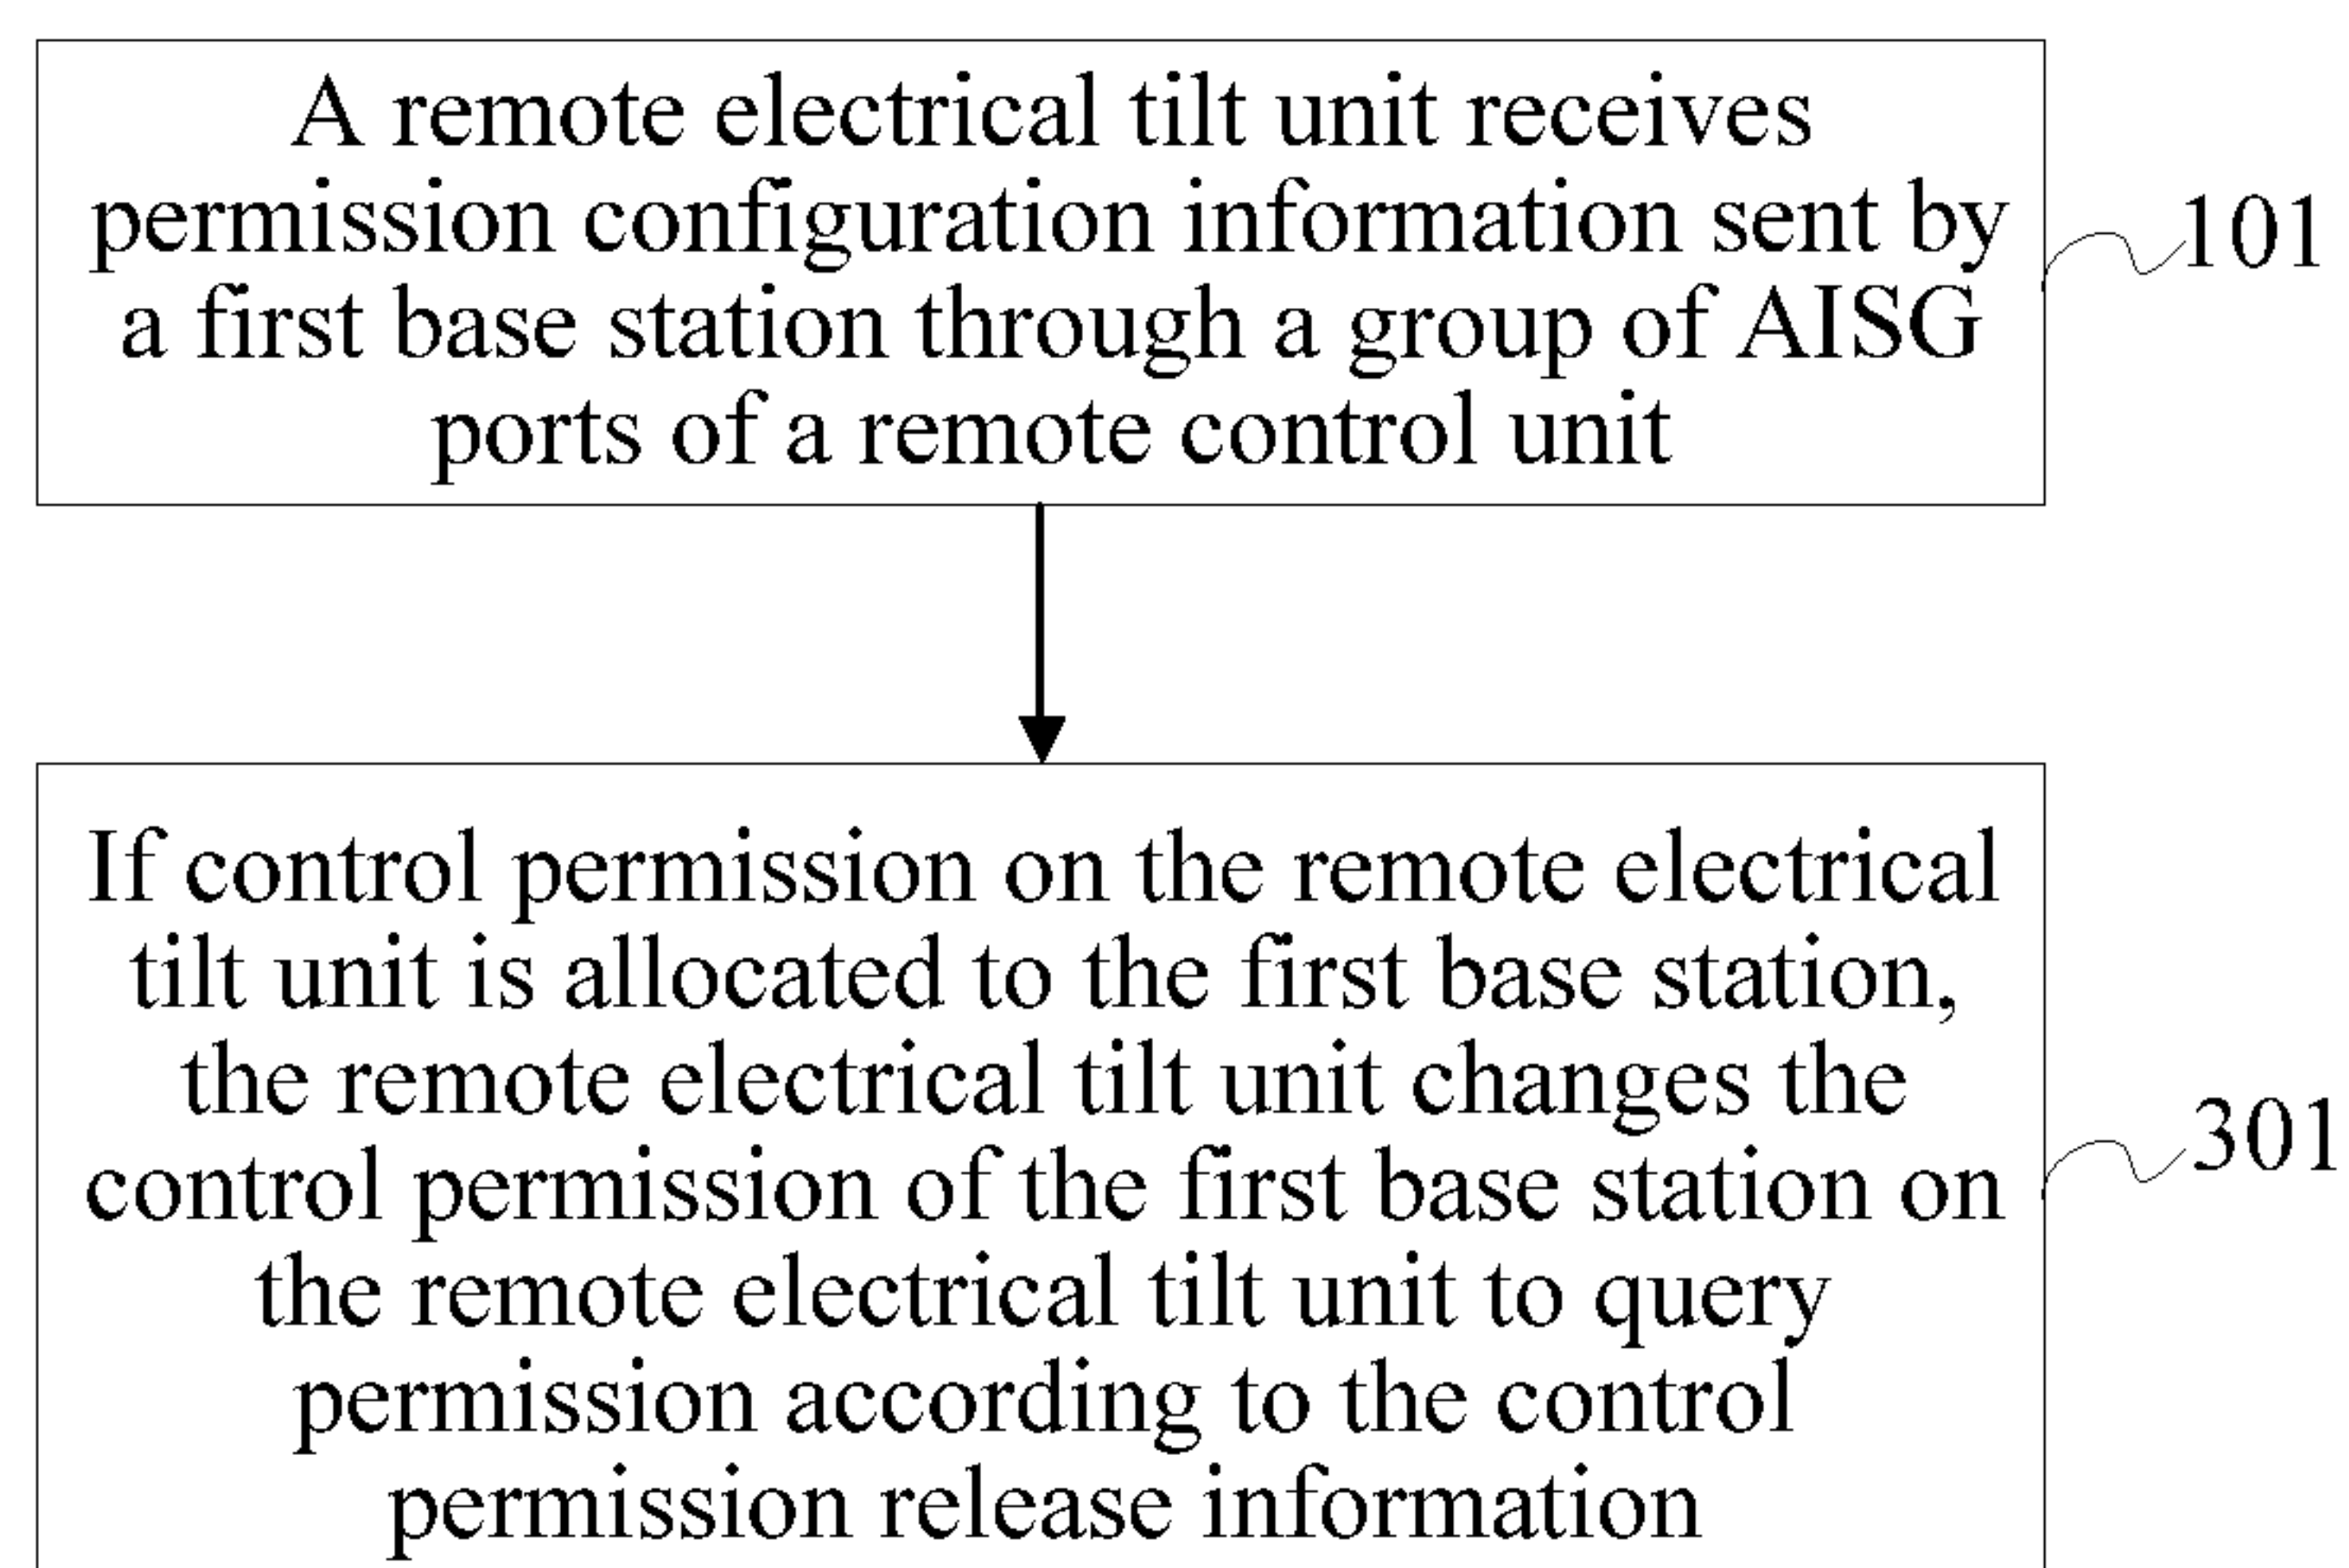 A remote electrical tilt unit receives
permission configuration information sent by
a first base station through a group of AISG
ports of a remote control unit
101
If control permission on the remote electrical
tilt unit is allocated to the first base station,
the remote electrical tilt unit changes the
control permission of the first base station on
the remote electrical tilt unit to query
permission according to the control
permission release information
301